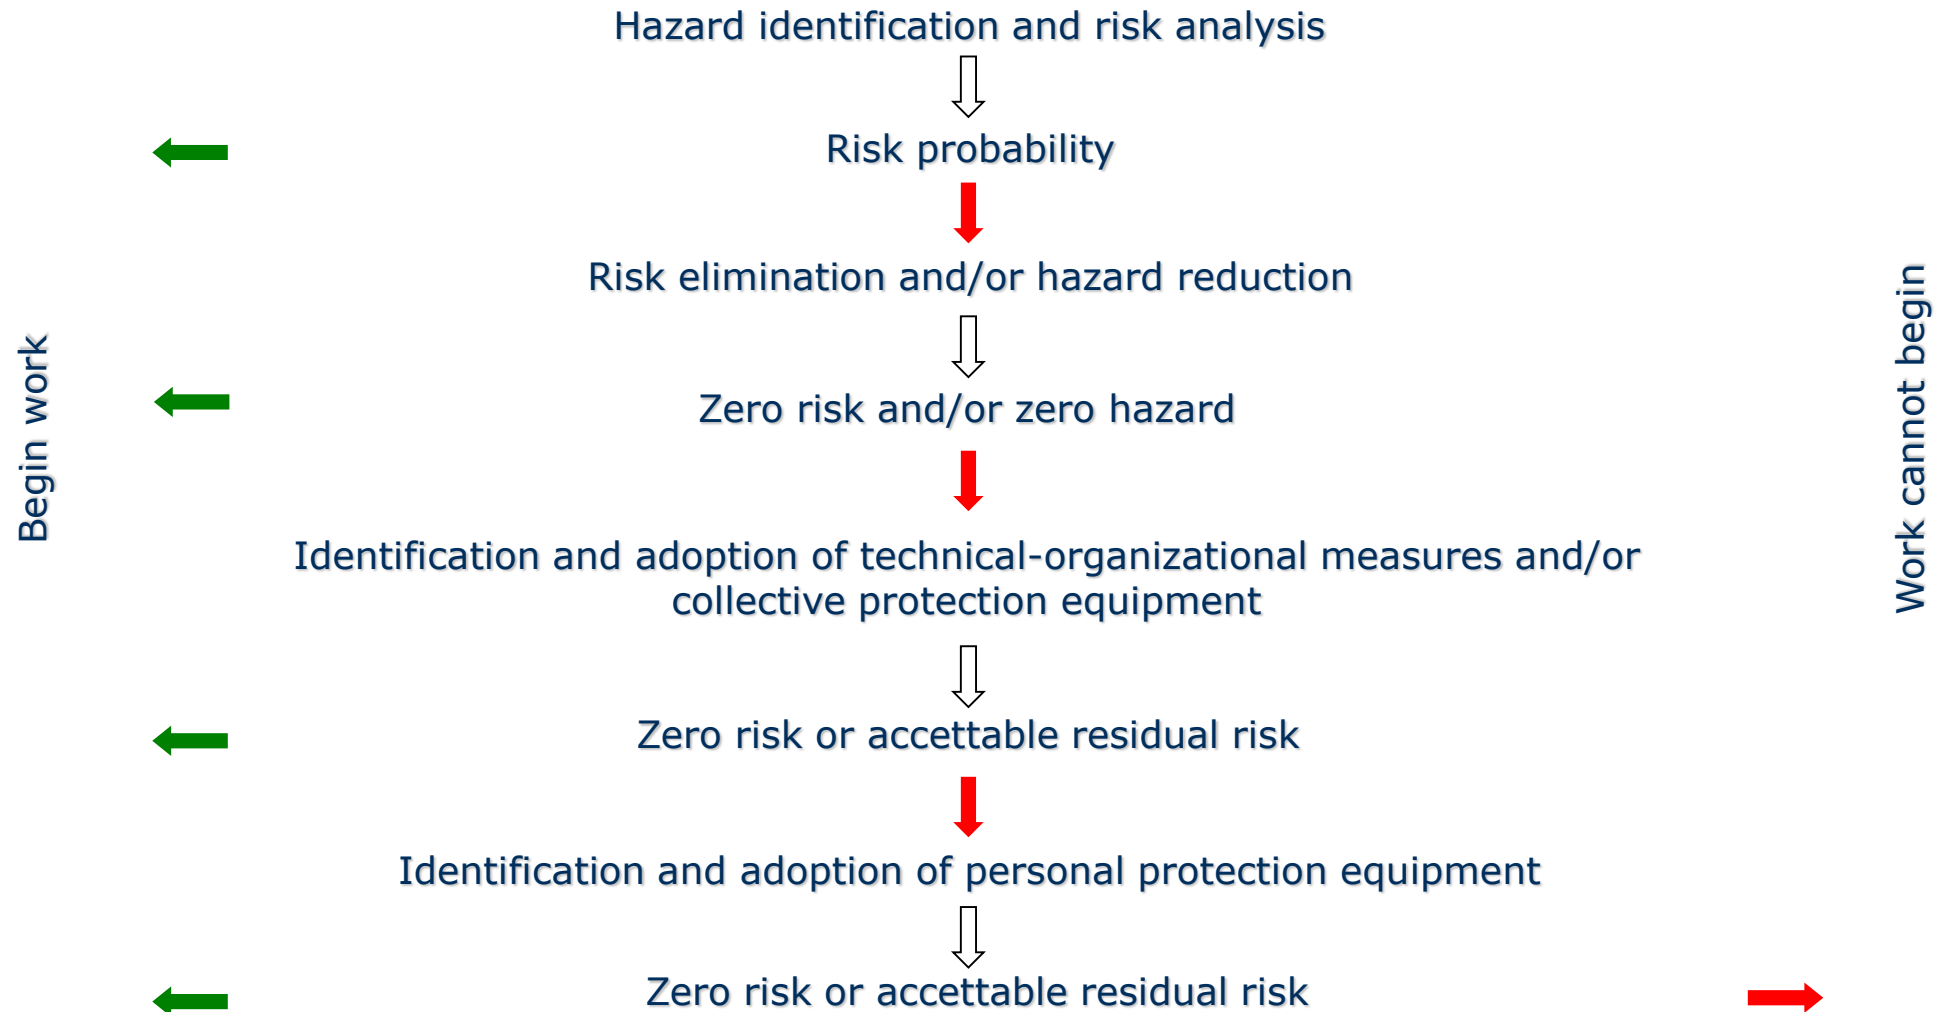 Hazard identification and risk analysis
Risk probability
Risk elimination and/or hazard reduction
Zero risk and/or zero hazard
Identification and adoption of technical-organizational measures and/or
collective protection equipment
Zero risk or accettable residual risk
Identification and adoption of personal protection equipment
Zero risk or accettable residual risk
Begin work
Work cannot begin